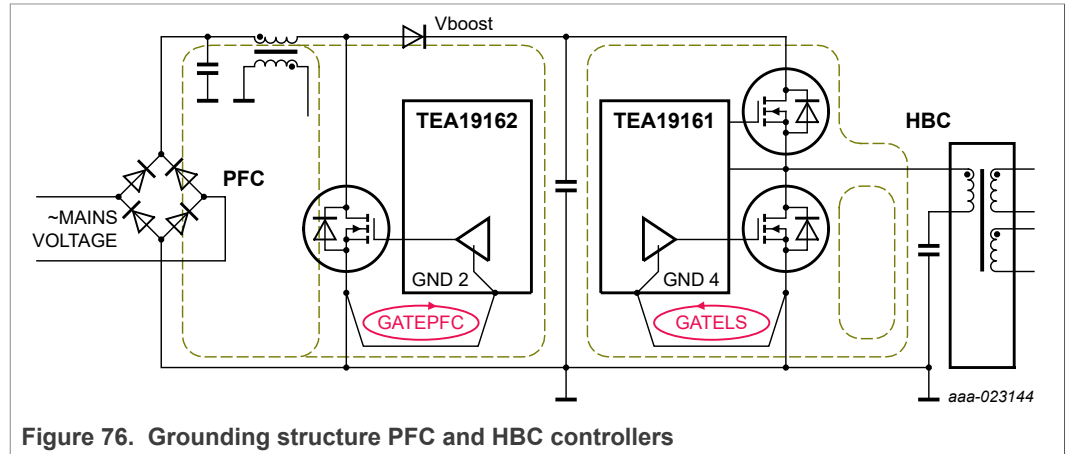 Vboost
TEA19162
TEA19161
HBC
PFC
~MAINS
VOLTAGE
GND 2
GND 4
GATEPFC
GATELS
aaa-023144
Figure 76. Grounding structure PFC and HBC controllers